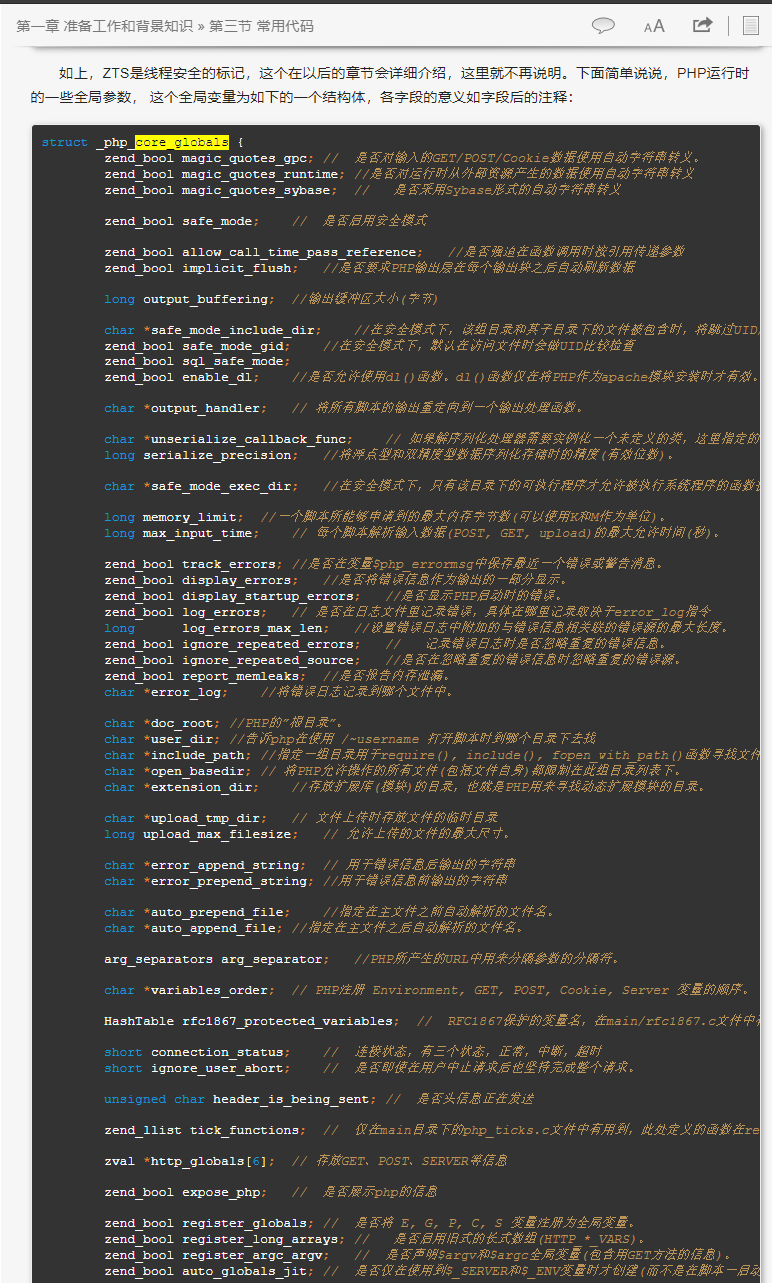 第一章 准备工作和背景知识 » 第三节 常用代码
AA
如上，ZTS是线程安全的标记，这个在以后的章节会详细介绍，这里就不再说明。下面简单说说，PHP运行时
的一些全局参数， 这个全局变量为如下的一个结构体，各字段的意义如字段后的注释：
struct _php_core_globals {
zend_bool magic_quotes_gpc; //  是否对输入的GET/POST/Cookie数据使用自动字符串转义。
zend_bool magic_quotes_runtime; //是否对运行时从外部资源产生的数据使用自动字符串转义
zend_bool magic_quotes_sybase;  //   是否采用Sybase形式的自动字符串转义
zend_bool safe_mode;    //  是否启用安全模式
zend_bool allow_call_time_pass_reference;   //是否强迫在函数调用时按引用传递参数
zend_bool implicit_flush;   //是否要求PHP输出层在每个输出块之后自动刷新数据
long output_buffering;  //输出缓冲区大小(字节)
char *safe_mode_include_dir;    //在安全模式下，该组目录和其子目录下的文件被包含时，将跳过UID/
zend_bool safe_mode_gid;    //在安全模式下，默认在访问文件时会做UID比较检查
zend_bool sql_safe_mode;
zend_bool enable_dl;    //是否允许使用dl()函数。dl()函数仅在将PHP作为apache模块安装时才有效。
char *output_handler;   // 将所有脚本的输出重定向到一个输出处理函数。
char *unserialize_callback_func;    // 如果解序列化处理器需要实例化一个未定义的类，这里指定的
long serialize_precision;   //将浮点型和双精度型数据序列化存储时的精度(有效位数)。
char *safe_mode_exec_dir;   //在安全模式下，只有该目录下的可执行程序才允许被执行系统程序的函数
long memory_limit;  //一个脚本所能够申请到的最大内存字节数(可以使用K和M作为单位)。
long max_input_time;    // 每个脚本解析输入数据(POST, GET, upload)的最大允许时间(秒)。
zend_bool track_errors; //是否在变量$php_errormsg中保存最近一个错误或警告消息。
zend_bool display_errors;   //是否将错误信息作为输出的一部分显示。
zend_bool display_startup_errors;   //是否显示PHP启动时的错误。
zend_bool log_errors;   // 是否在日志文件里记录错误，具体在哪里记录取决于error_log指令
long      log_errors_max_len;   //设置错误日志中附加的与错误信息相关联的错误源的最大长度。
zend_bool ignore_repeated_errors;   //   记录错误日志时是否忽略重复的错误信息。
zend_bool ignore_repeated_source;   //是否在忽略重复的错误信息时忽略重复的错误源。
zend_bool report_memleaks;  //是否报告内存泄漏。
char *error_log;    //将错误日志记录到哪个文件中。
char *doc_root; //PHP的”根目录”。
char *user_dir; //告诉php在使用 /~username 打开脚本时到哪个目录下去找
char *include_path; //指定一组目录用于require(), include(), fopen_with_path()函数寻找文件
char *open_basedir; // 将PHP允许操作的所有文件(包括文件自身)都限制在此组目录列表下。
char *extension_dir;    //存放扩展库(模块)的目录，也就是PHP用来寻找动态扩展模块的目录。
char *upload_tmp_dir;   // 文件上传时存放文件的临时目录
long upload_max_filesize;   // 允许上传的文件的最大尺寸。
char *error_append_string;  // 用于错误信息后输出的字符串
char *error_prepend_string; //用于错误信息前输出的字符串
char *auto_prepend_file;    //指定在主文件之前自动解析的文件名。
char *auto_append_file; //指定在主文件之后自动解析的文件名。
arg_separators arg_separator;   //PHP所产生的URL中用来分隔参数的分隔符。
char *variables_order;  // PHP注册 Environment, GET, POST, Cookie, Server 变量的顺序。
HashTable rfc1867_protected_variables;  //  RFC1867保护的变量名，在main/rfc1867.c文件中有
short connection_status;    //  连接状态，有三个状态，正常，中断，超时
short ignore_user_abort;    //  是否即使在用户中止请求后也坚持完成整个请求。
unsigned char header_is_being_sent; //  是否头信息正在发送
zend_llist tick_functions;  //  仅在main目录下的php_ticks.c文件中有用到，此处定义的函数在re
zval *http_globals[6];  // 存放GET、POST、SERVER等信息
zend_bool expose_php;   //  是否展示php的信息
zend_bool register_globals; //  是否将 E, G, P, C, S 变量注册为全局变量。
zend_bool register_long_arrays; //   是否启用旧式的长式数组(HTTP_*_VARS)。
zend_bool register_argc_argv;   //  是否声明$argv和$argc全局变量(包含用GET方法的信息)。
zend_bool auto_globals_jit; //  是否仅在使用到$_SERVER和$_ENV变量时才创建(而不是在脚本一启动